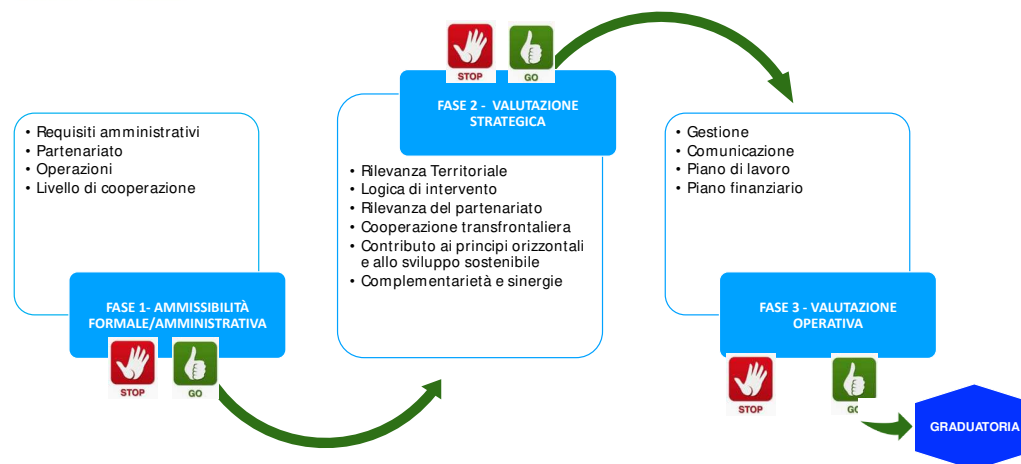 • Requisiti amministrativi
• Partenariato
• Operazioni
• Livello di cooperazione
FASE 1- AMMISSIBILITÀ
FORMALE/AMMINISTRATIVA
STOP
GO
STOP
GO
FASE 2 - VALUTAZIONE
STRATEGICA
• Rilevanza Territoriale
• Logica di intervento
• Rilevanza del partenariato
• Cooperazione transfrontaliera
• Contributo ai principi orizzontali
e allo sviluppo sostenibile
• Complementarietà e sinergie
• Gestione
• Comunicazione
• Piano di lavoro
• Piano finanziario
FASE 3 - VALUTAZIONE
OPERATIVA
STOP
GO
GRADUATORIA